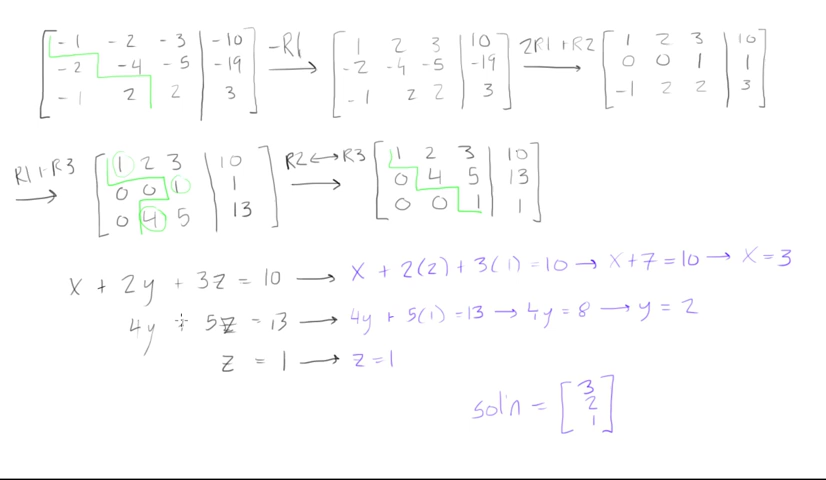 [ -1 -2 -3 | -10 ] -R1 → [ 1 2 3 | 10 ] 2R1+R2 → [ 1 2 3 | 10 ]
[ -2 -4 -5 | -19 ] [ -2 -4 -5 | -19 ] [ 0 0 1 | 1 ]
[ -1 2 2 | 3 ] [ -1 2 2 | 3 ] [ -1 2 2 | 3 ]
R1+R3 → [ 1 2 3 | 10 ] R2↔R3 → [ 1 2 3 | 10 ]
[ 0 0 1 | 1 ] [ 0 4 5 | 13 ]
[ 0 4 5 | 13 ] [ 0 0 1 | 1 ]
x + 2y + 3z = 10 → x + 2(2) + 3(1) = 10 → x+7 = 10 → x = 3
4y + 5z = 13 → 4y + 5(1) = 13 → 4y = 8 → y = 2
z = 1 → z = 1
sol'n = [ 3
2
1 ]